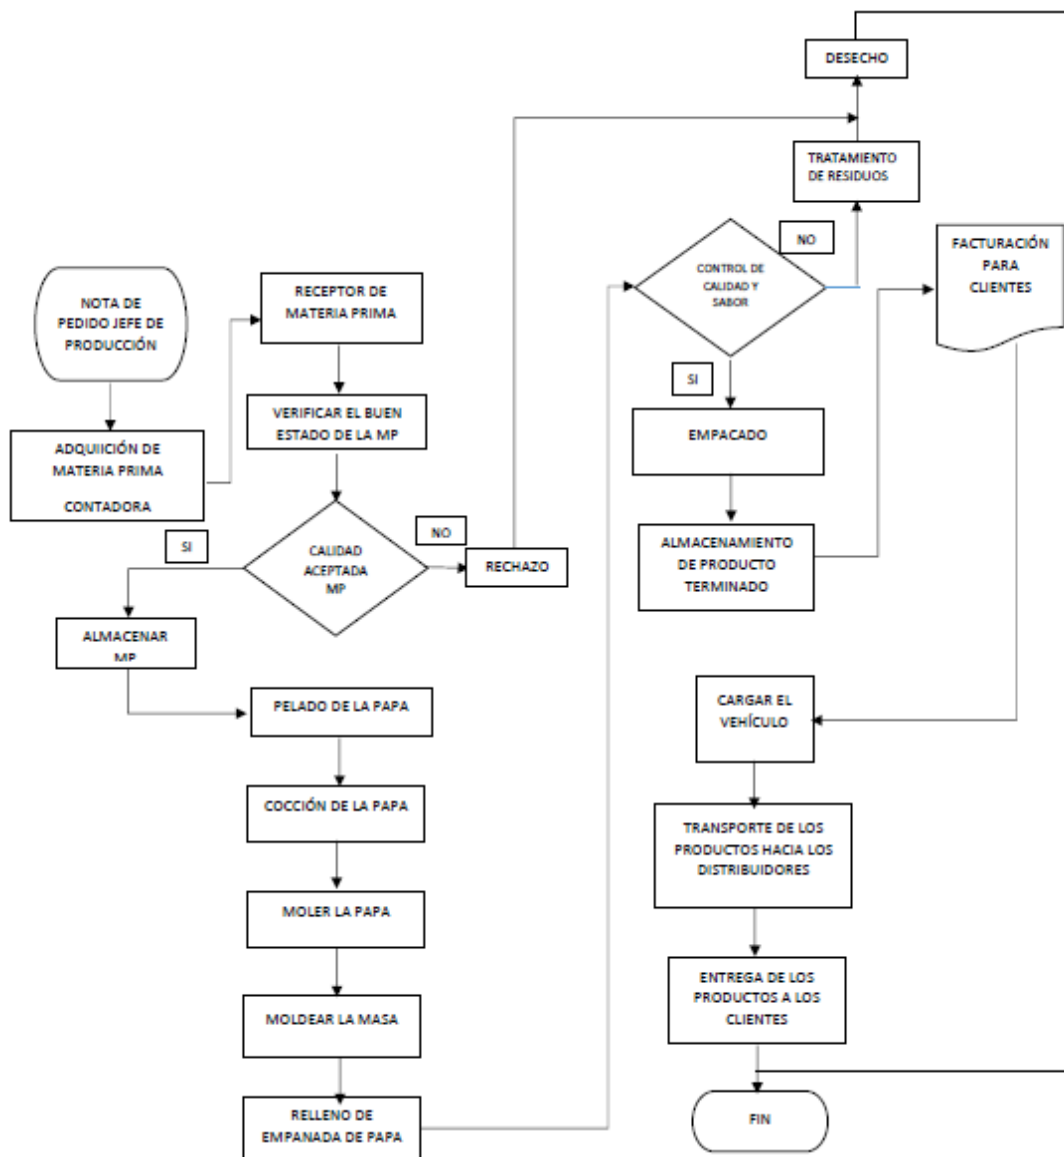 NOTA DE
PEDIDO JEFE DE
PRODUCCIÓN
ADQUIICIÓN DE
MATERIA PRIMA
CONTADORA
RECEPTOR DE
MATERIA PRIMA
VERIFICAR EL BUEN
ESTADO DE LA MP
CALIDAD
ACEPTADA
MP
SI
NO
RECHAZO
ALMACENAR
MP
PELADO DE LA PAPA
COCCIÓN DE LA PAPA
MOLER LA PAPA
MOLDEAR LA MASA
RELLENO DE
EMPANADA DE PAPA
DESECHO
TRATAMIENTO
DE RESIDUOS
CONTROL DE
CALIDAD Y
SABOR
NO
SI
EMPACADO
ALMACENAMIENTO
DE PRODUCTO
TERMINADO
FACTURACIÓN
PARA
CLIENTES
CARGAR EL
VEHÍCULO
TRANSPORTE DE LOS
PRODUCTOS HACIA LOS
DISTRIBUIDORES
ENTREGA DE LOS
PRODUCTOS A LOS
CLIENTES
FIN